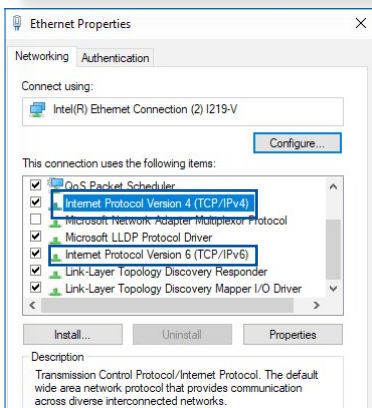 Ethernet Properties
Networking Authentication
Connect using:
Intel(R) Ethernet Connection (2) I219-V
Configure...
This connection uses the following items:
QoS Packet Scheduler
Internet Protocol Version 4 (TCP/IPv4)
Microsoft Network Adapter Multiplexor Protocol
Microsoft LLDP Protocol Driver
Internet Protocol Version 6 (TCP/IPv6)
Link-Layer Topology Discovery Responder
Link-Layer Topology Discovery Mapper I/O Driver
Install... Uninstall Properties
Description
Transmission Control Protocol/Internet Protocol. The default
wide area network protocol that provides communication
across diverse interconnected networks.